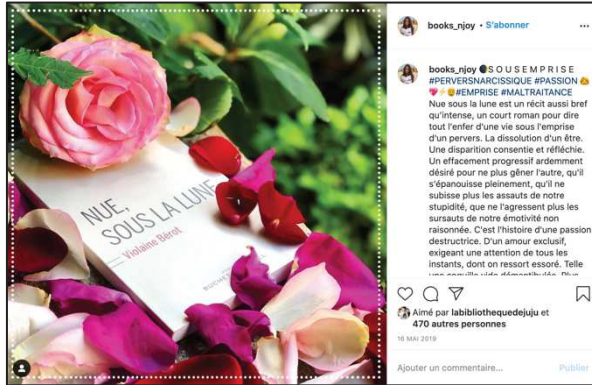 NUE,
SOUS LA LUNE
Violaine Bérot
books_njoy • S'abonner
books_njoy 🌒 S O U S E M P R I S E
#PERVERSNARCISSIQUE #PASSION
#EMPRISE #MALTRAITANCE
Nue sous la lune est un récit aussi bref
qu'intense, un court roman pour dire
tout l'enfer d'une vie sous l'emprise
d'un pervers. La dissolution d'un être.
Une disparition consentie et réfléchie.
Un effacement progressif ardemment
désiré pour ne plus gêner l'autre, qu'il
s'épanouisse pleinement, qu'il ne
subisse plus les assauts de notre
stupidité, que ne l'agressent plus les
sursauts de notre émotivité non
raisonnée. C'est l'histoire d'une passion
destructrice. D'un amour exclusif,
exigeant une attention de tous les
instants, dont on ressort essoré. Telle
Aimé par labibliothequedejuju et
470 autres personnes
16 MAI 2019
Ajouter un commentaire...
Publier